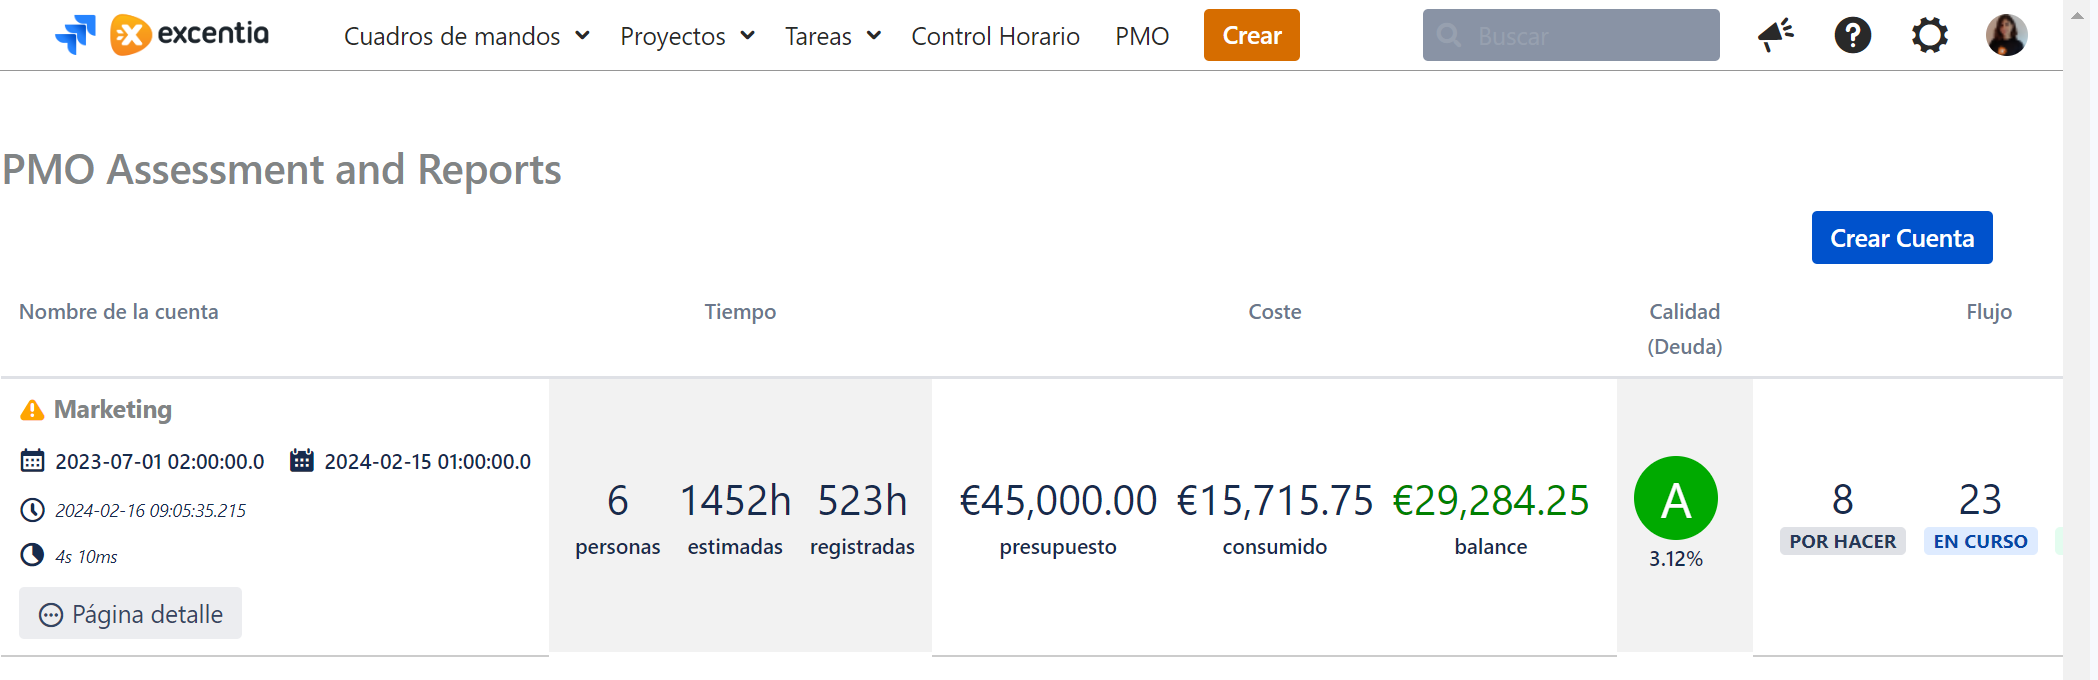 excentia Cuadros de mandos Proyectos Tareas Control Horario PMO Crear Buscar
PMO Assessment and Reports
Crear Cuenta
Nombre de la cuenta Tiempo Coste Calidad (Deuda) Flujo
Marketing
2023-07-01 02:00:00.0 2024-02-15 01:00:00.0
2024-02-16 09:05:35.215
4s 10ms
Página detalle
6 1452h 523h
personas estimadas registradas
€45,000.00 €15,715.75 €29,284.25
presupuesto consumido balance
A
3.12%
8 23
POR HACER EN CURSO